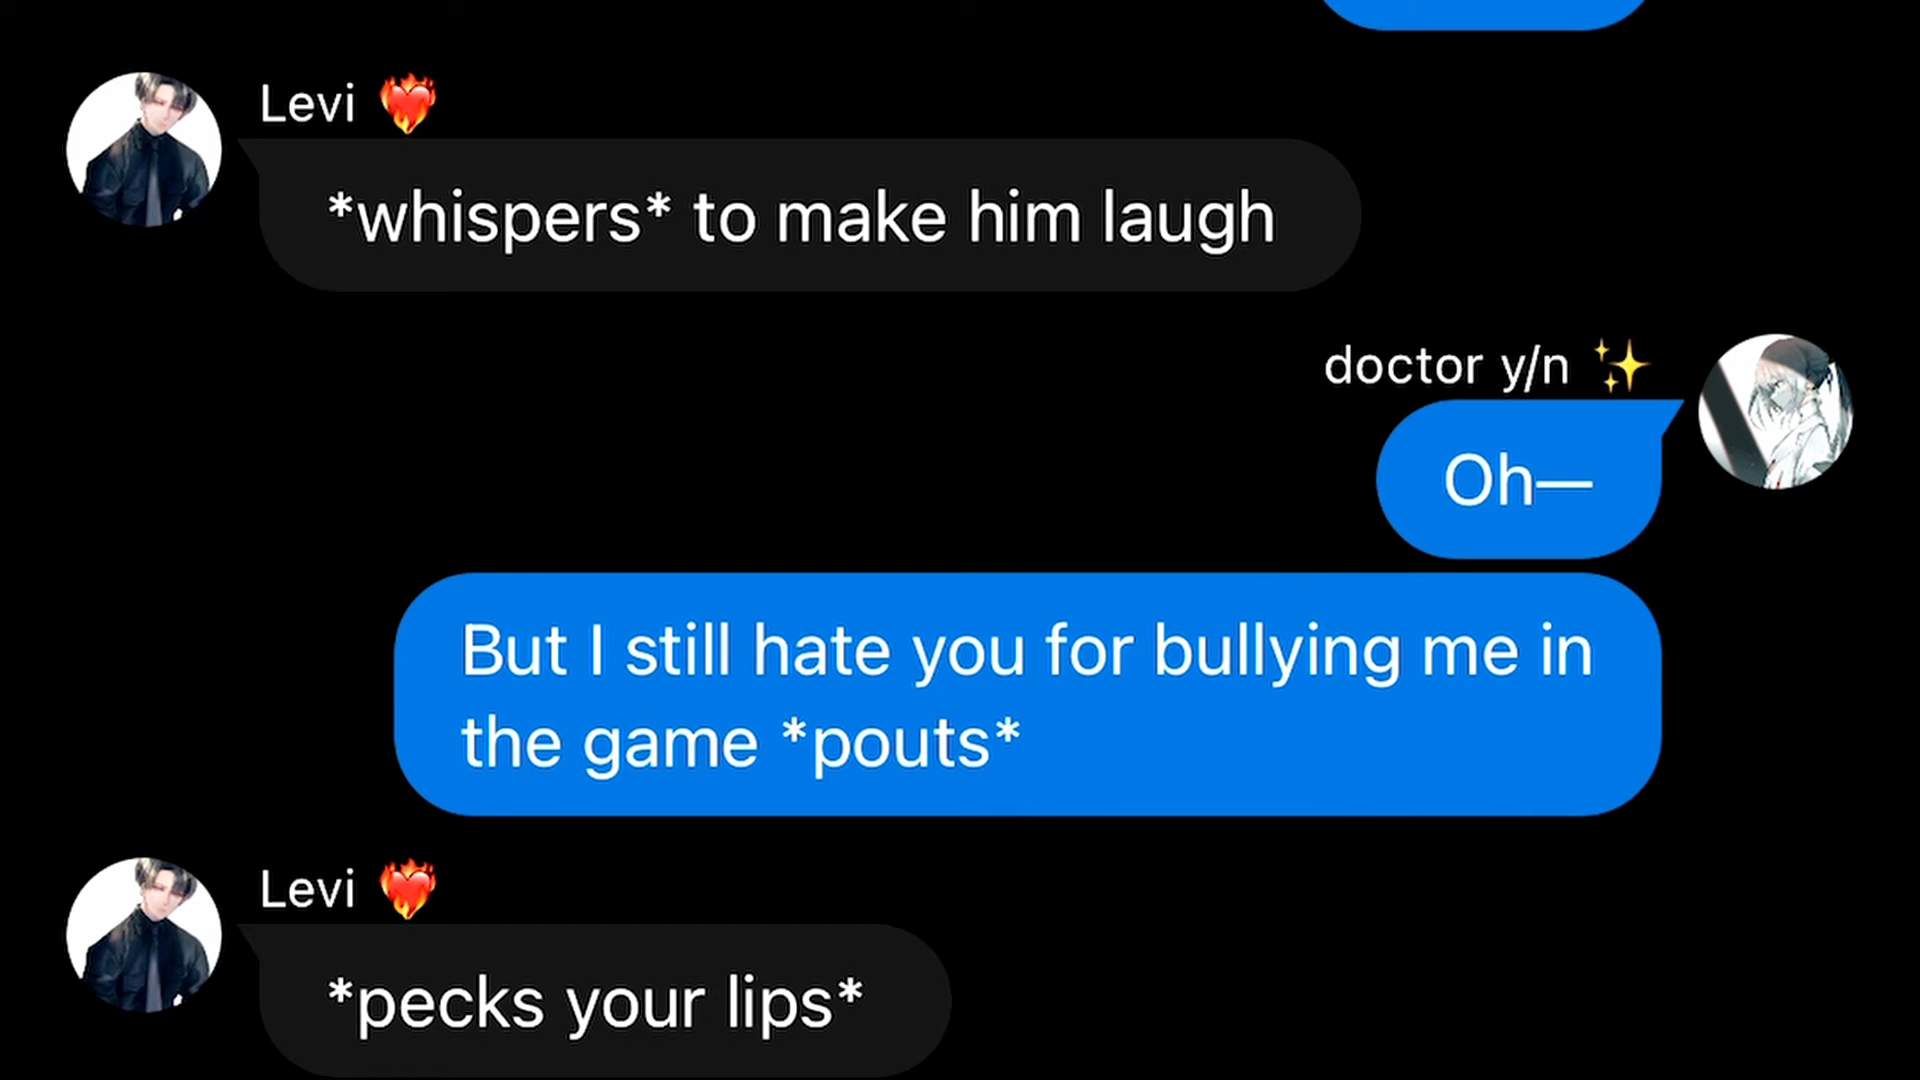 Levi ❤️‍🔥
*whispers* to make him laugh
doctor y/n ✨
Oh—
But I still hate you for bullying me in
the game *pouts*
Levi ❤️‍🔥
*pecks your lips*